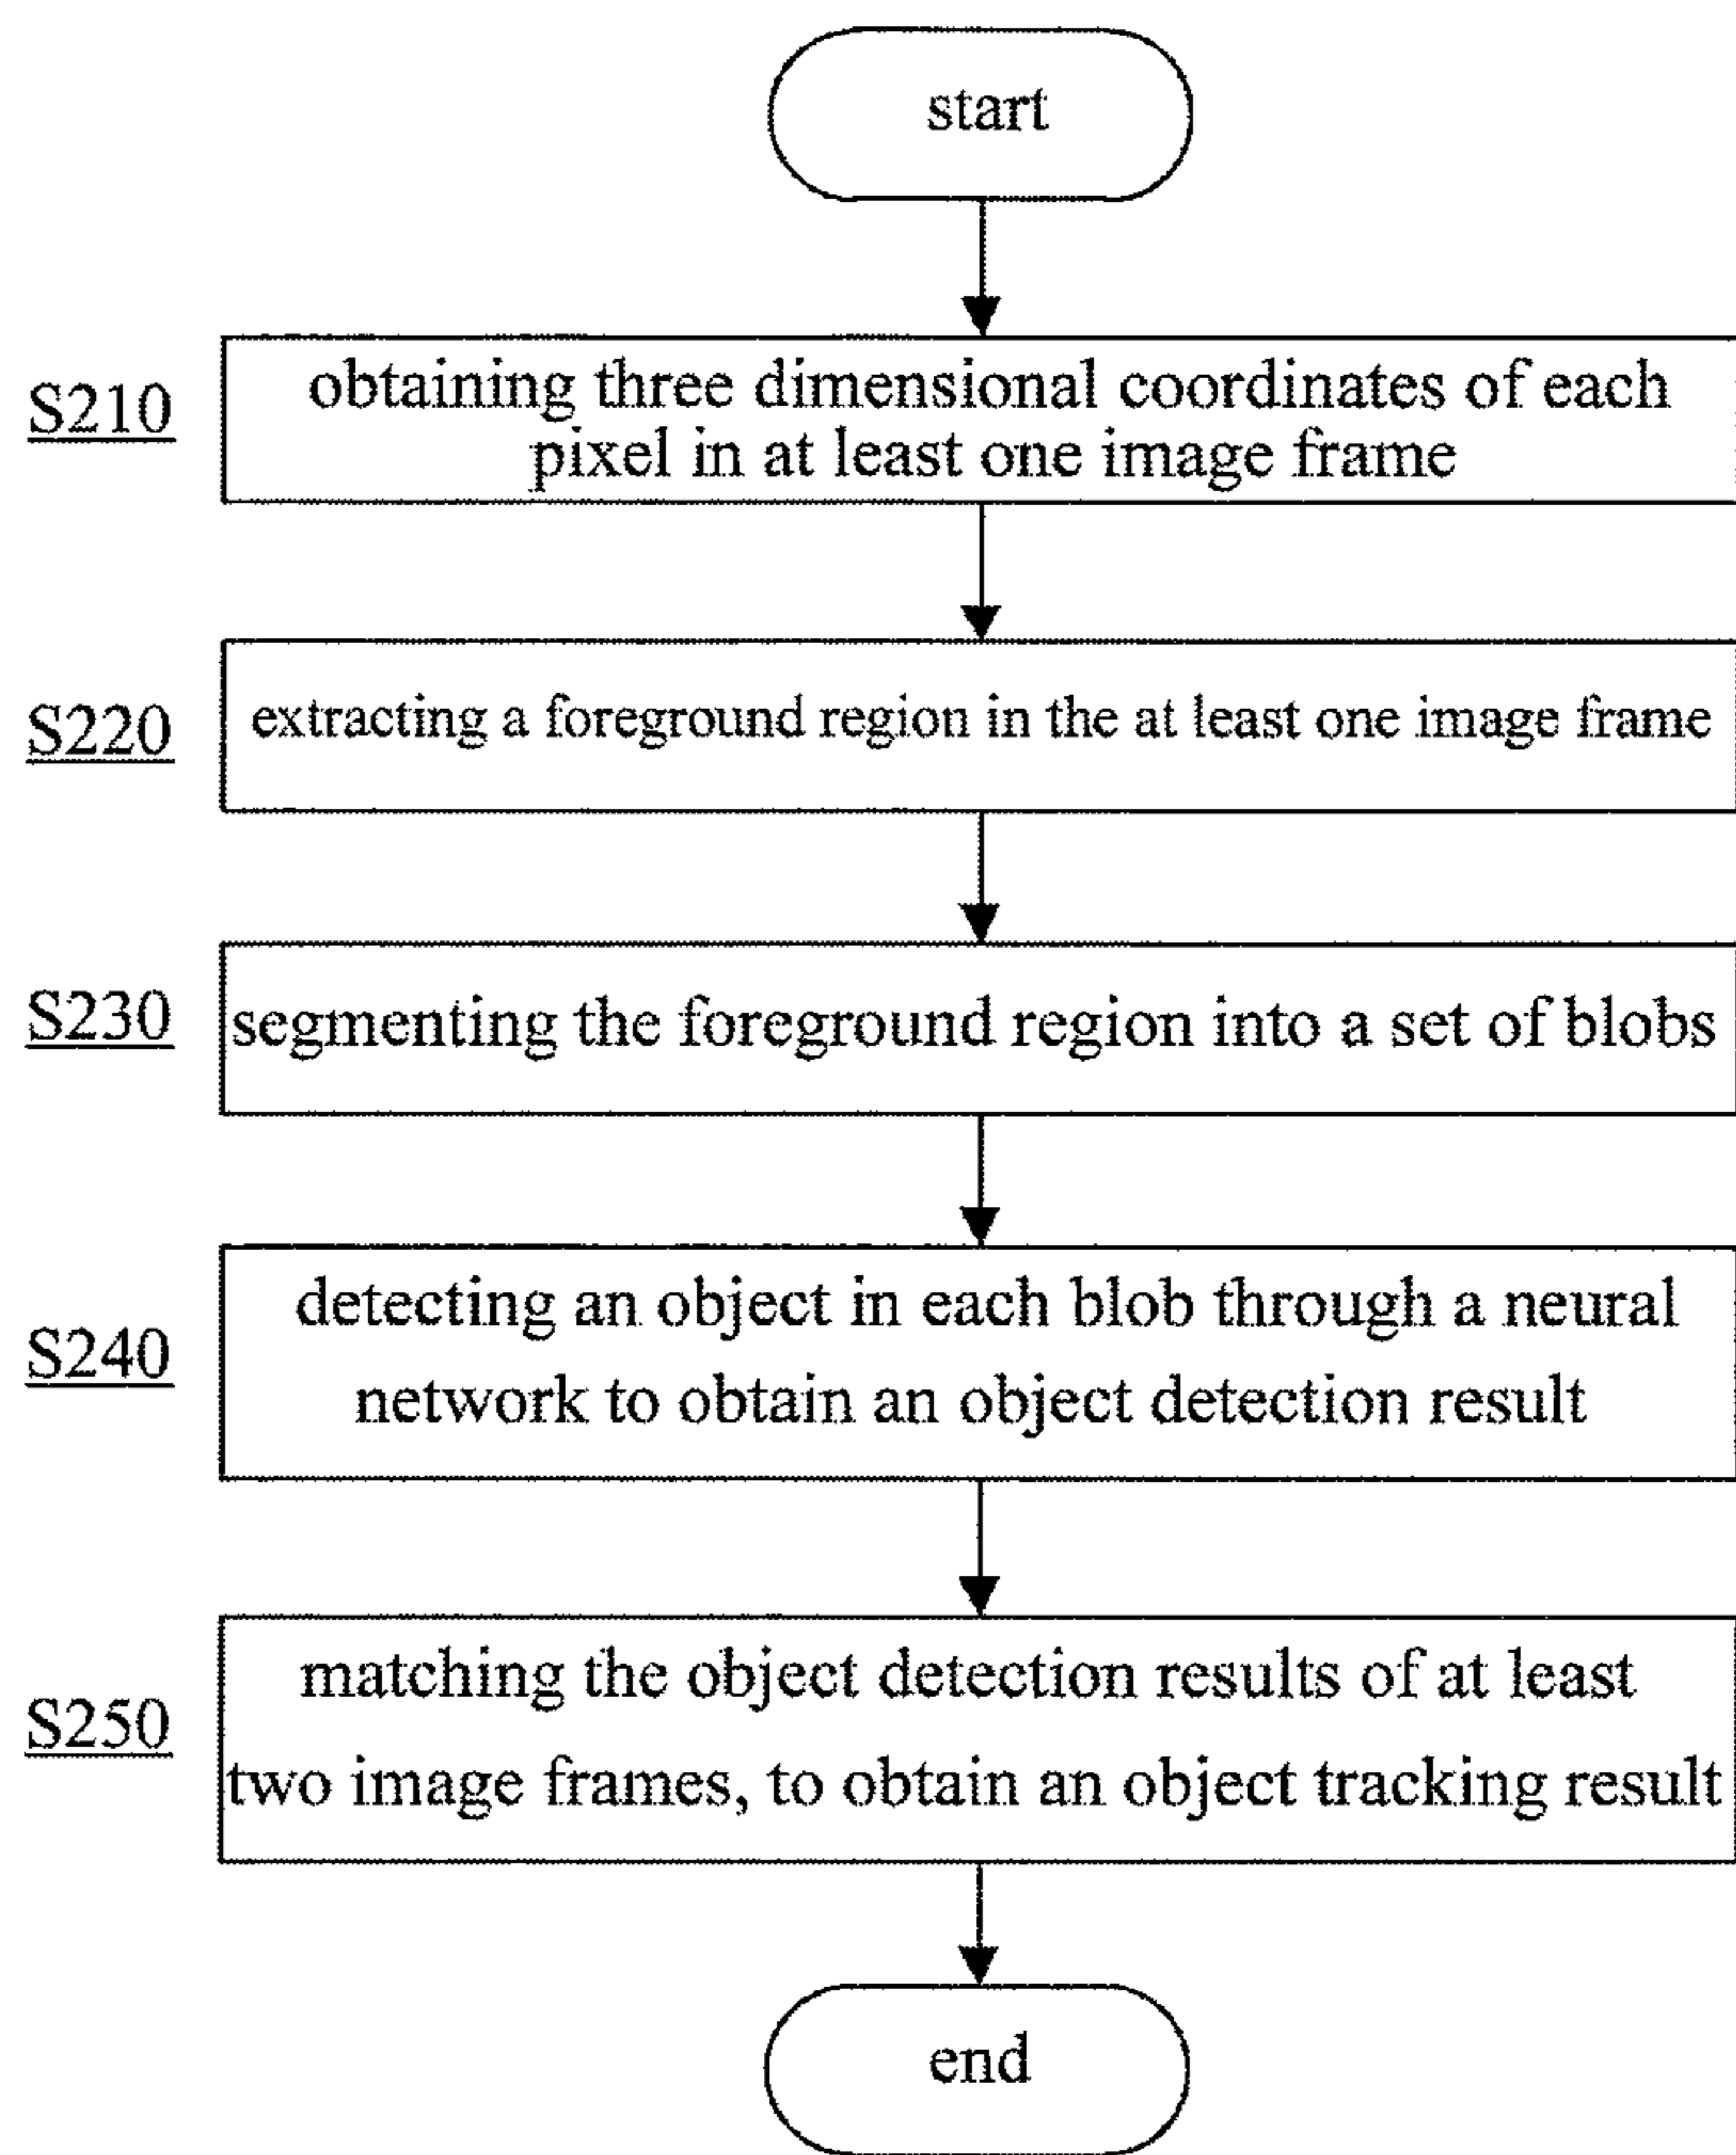 start
S210
obtaining three dimensional coordinates of each
pixel in at least one image frame
S220
extracting a foreground region in the at least one image frame
S230
segmenting the foreground region into a set of blobs
S240
detecting an object in each blob through a neural
network to obtain an object detection result
S250
matching the object detection results of at least
two image frames, to obtain an object tracking result
end